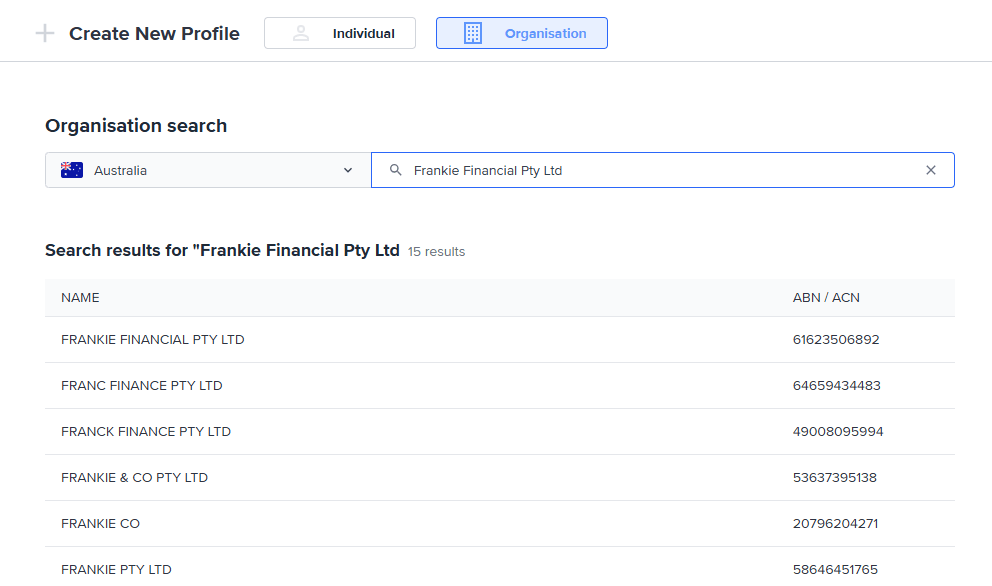 Create New Profile Individual Organisation
Organisation search
Australia Frankie Financial Pty Ltd
Search results for "Frankie Financial Pty Ltd 15 results
NAME ABN / ACN
FRANKIE FINANCIAL PTY LTD 61623506892
FRANC FINANCE PTY LTD 64659434483
FRANCK FINANCE PTY LTD 49008095994
FRANKIE & CO PTY LTD 53637395138
FRANKIE CO 20796204271
FRANKIE PTY LTD 58646451765